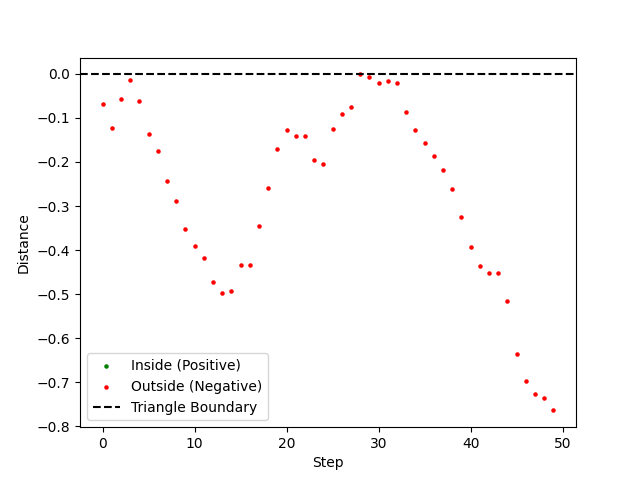 0.0
−0.1
−0.2
−0.3
−0.4
−0.5
−0.6
−0.7
−0.8
Distance
Inside (Positive)
Outside (Negative)
Triangle Boundary
0 10 20 30 40 50
Step